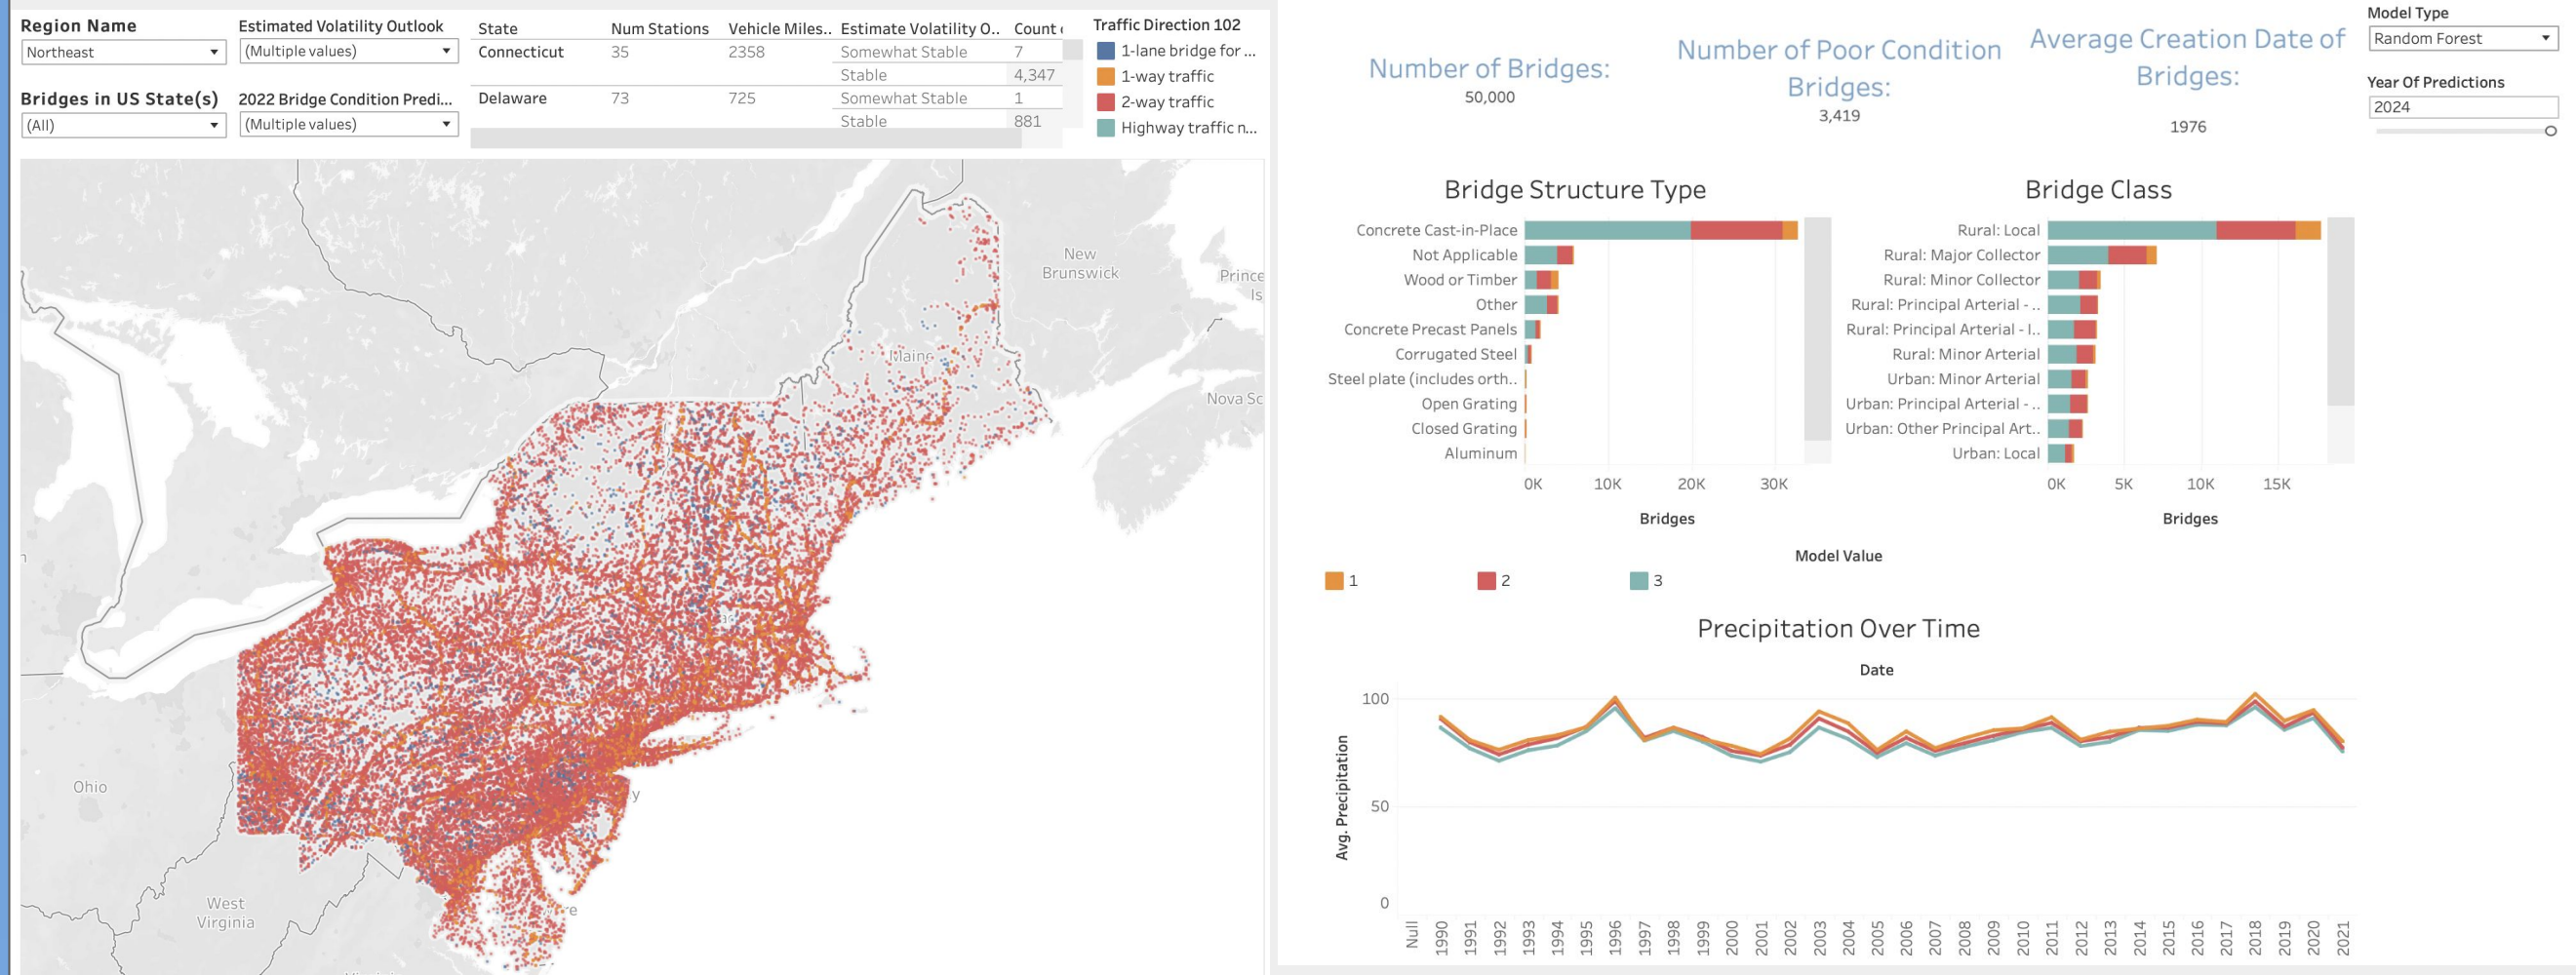 Region Name
Northeast
Estimated Volatility Outlook
(Multiple values)
Bridges in US State(s)
(All)
2022 Bridge Condition Predi...
(Multiple values)
State Num Stations Vehicle Miles.. Estimate Volatility O.. Count
Connecticut 35 2358 Somewhat Stable 7
Stable 4,347
Delaware 73 725 Somewhat Stable 1
Stable 881
Traffic Direction 102
1-lane bridge for ...
1-way traffic
2-way traffic
Highway traffic n...
New
Brunswick
Prince
Is
Maine
Nova Sc
Ohio
West
Virginia
Number of Bridges:
50,000
Number of Poor Condition
Bridges:
3,419
Average Creation Date of
Bridges:
1976
Model Type
Random Forest
Year Of Predictions
2024
Bridge Structure Type
Concrete Cast-in-Place
Not Applicable
Wood or Timber
Other
Concrete Precast Panels
Corrugated Steel
Steel plate (includes orth..
Open Grating
Closed Grating
Aluminum
0K 10K 20K 30K
Bridges
Bridge Class
Rural: Local
Rural: Major Collector
Rural: Minor Collector
Rural: Principal Arterial - ..
Rural: Principal Arterial - I..
Rural: Minor Arterial
Urban: Minor Arterial
Urban: Principal Arterial - ..
Urban: Other Principal Art..
Urban: Local
0K 5K 10K 15K
Bridges
Model Value
1 2 3
Precipitation Over Time
Date
Avg. Precipitation
100
50
0
Null 1990 1991 1992 1993 1994 1995 1996 1997 1998 1999 2000 2001 2002 2003 2004 2005 2006 2007 2008 2009 2010 2011 2012 2013 2014 2015 2016 2017 2018 2019 2020 2021